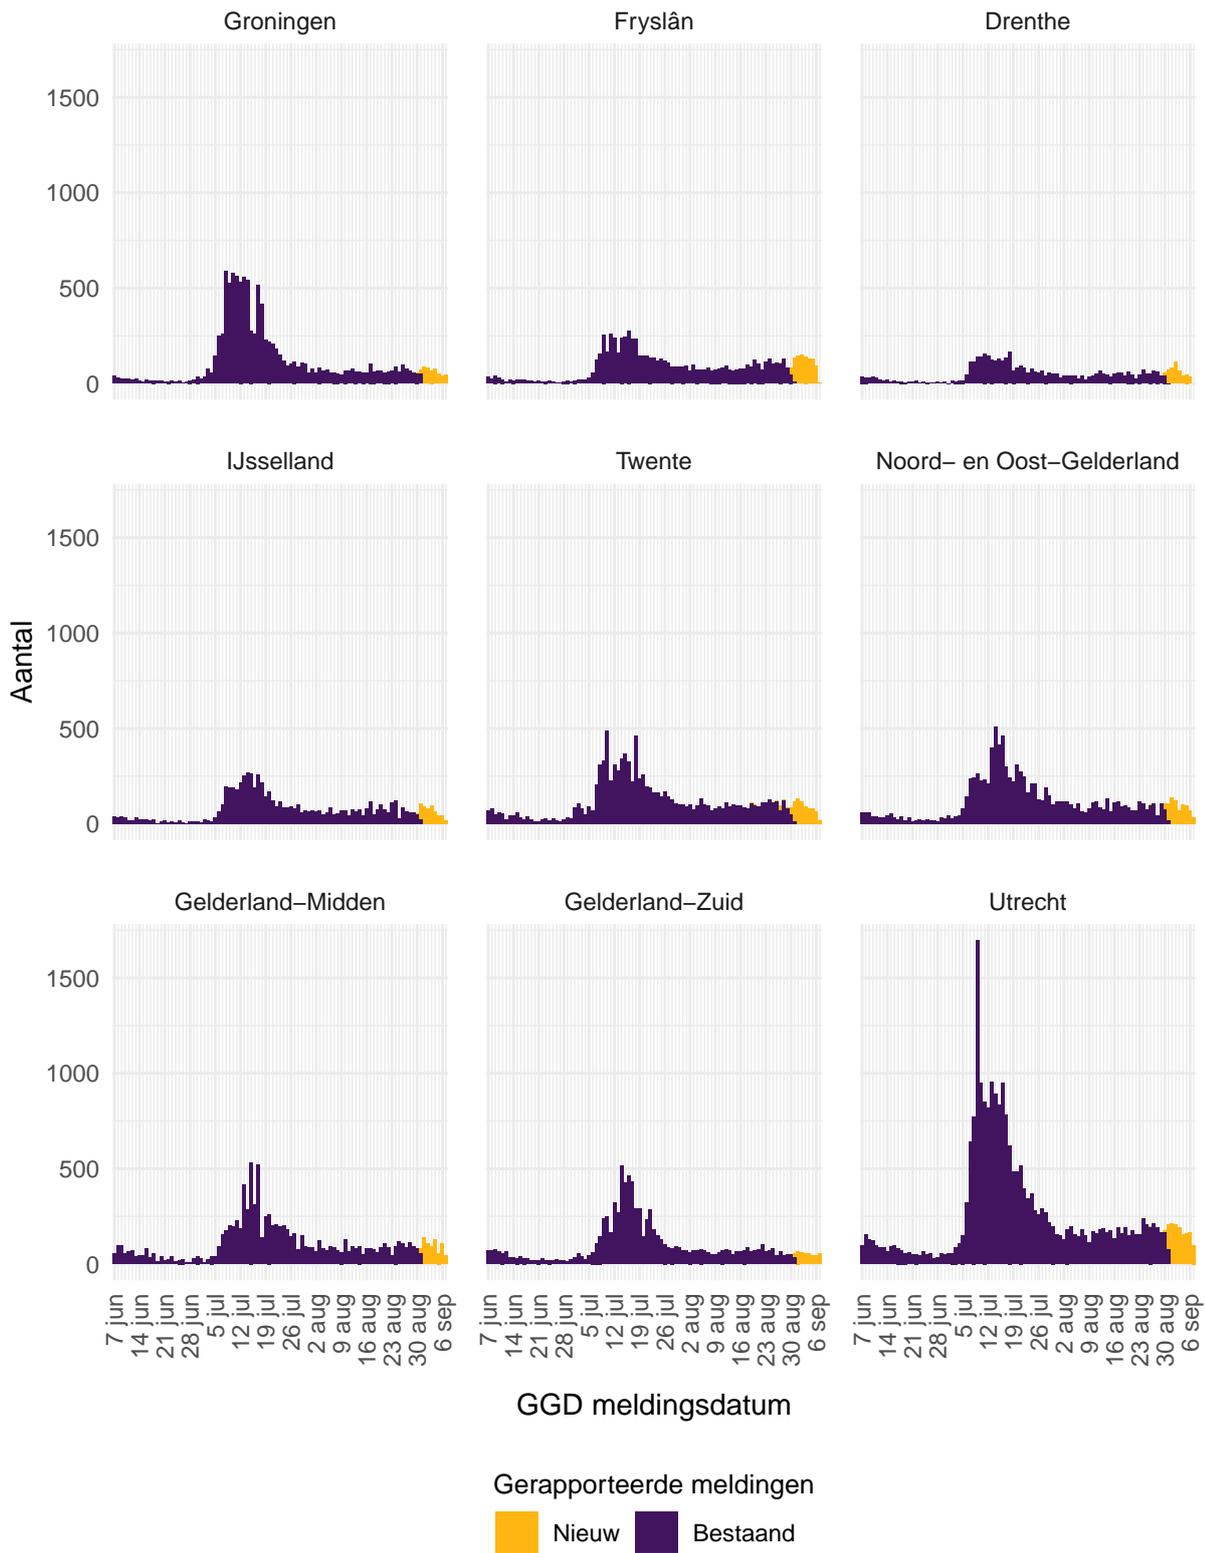 Groningen Fryslân Drenthe
1500
1000
500
0
IJsselland Twente Noord− en Oost−Gelderland
1500
1000
500
0
Aantal
Gelderland−Midden Gelderland−Zuid Utrecht
1500
1000
500
0
7 jun 14 jun 21 jun 28 jun 5 jul 12 jul 19 jul 26 jul 2 aug 9 aug 16 aug 23 aug 30 aug 6 sep
7 jun 14 jun 21 jun 28 jun 5 jul 12 jul 19 jul 26 jul 2 aug 9 aug 16 aug 23 aug 30 aug 6 sep
7 jun 14 jun 21 jun 28 jun 5 jul 12 jul 19 jul 26 jul 2 aug 9 aug 16 aug 23 aug 30 aug 6 sep
GGD meldingsdatum
Gerapporteerde meldingen
Nieuw Bestaand